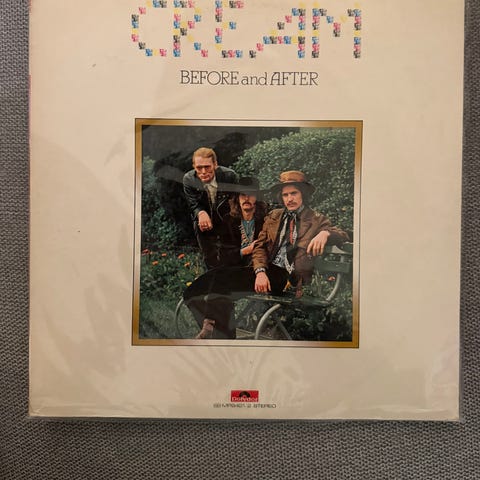 CREAM
BEFORE and AFTER
Polydor
STEREO